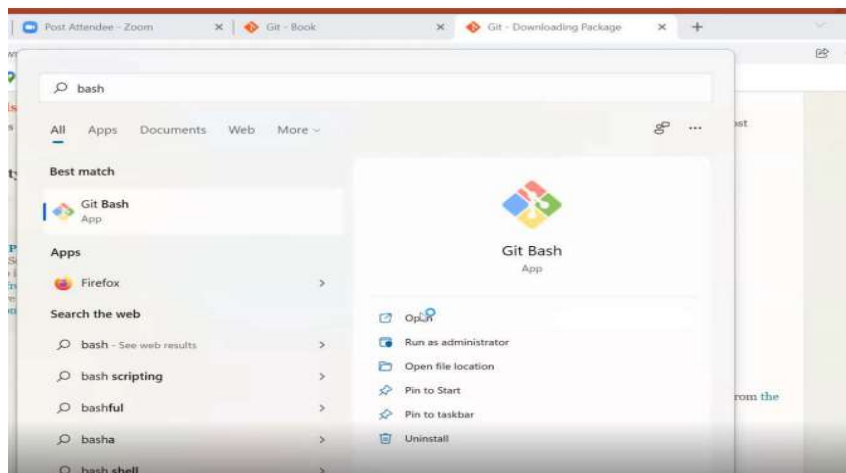 Post Attendee - Zoom
Git - Book
Git - Downloading Package
bash
All Apps Documents Web More
Best match
Git Bash
App
Apps
Firefox
Search the web
bash - See web results
bash scripting
bashful
basha
bash shell
Git Bash
App
Open
Run as administrator
Open file location
Pin to Start
Pin to taskbar
Uninstall
rom the